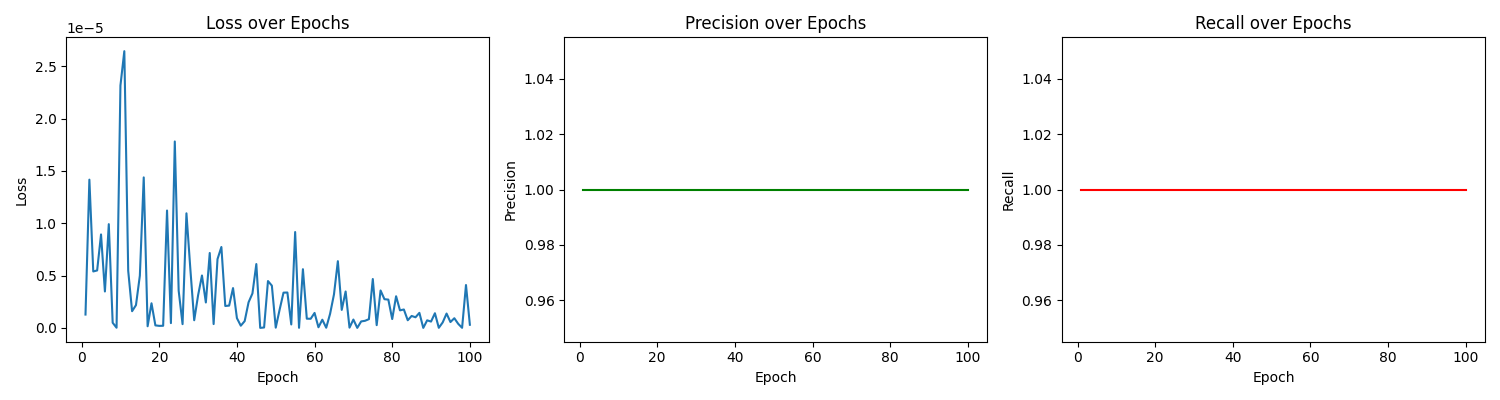 Loss over Epochs
1e−5
2.5
2.0
1.5
1.0
0.5
0.0
Loss
0 20 40 60 80 100
Epoch
Precision over Epochs
1.04
1.02
1.00
0.98
0.96
Precision
0 20 40 60 80 100
Epoch
Recall over Epochs
1.04
1.02
1.00
0.98
0.96
Recall
0 20 40 60 80 100
Epoch